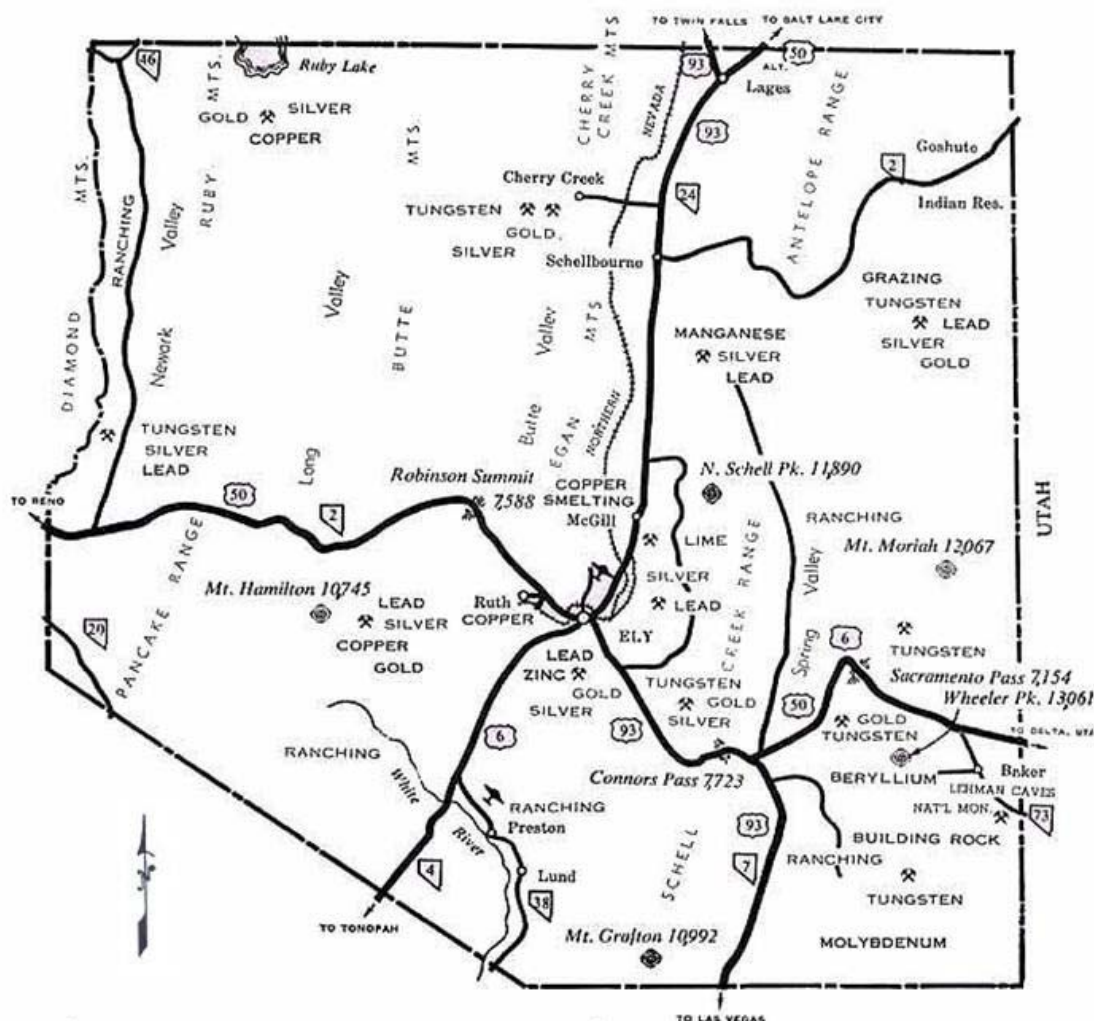 TO TWIN FALLS
TO SALT LAKE CITY
46
Ruby Lake
93
50
ALT.
Lages
MTS.
RUBY
GOLD
SILVER
COPPER
CHERRY
CREEK
MTS
NEVADA
NORTHERN
93
ANTELOPE RANGE
Goshute
2
Indian Res.
DIAMOND
MTS.
RANCHING
Newark
Valley
Long
Valley
BUTTE
MTS.
Cherry Creek
24
TUNGSTEN
GOLD
SILVER
Schellbourne
Butte
Valley
EGAN
MTS
GRAZING
TUNGSTEN
LEAD
SILVER
GOLD
MANGANESE
SILVER
LEAD
TUNGSTEN
SILVER
LEAD
Robinson Summit
7,588
COPPER
SMELTING
McGill
N. Schell Pk. 11,890
TO RENO
50
2
LIME
RANCHING
Mt. Moriah 12,067
UTAH
PANCAKE RANGE
Mt. Hamilton 10,745
LEAD
SILVER
COPPER
GOLD
Ruth
COPPER
SILVER
LEAD
ELY
SCHELL
CREEK RANGE
Spring
Valley
20
6
TUNGSTEN
Sacramento Pass 7,154
Wheeler Pk. 13,061
LEAD
ZINC
GOLD
SILVER
TUNGSTEN
GOLD
SILVER
50
GOLD
TUNGSTEN
TO DELTA, UTA
6
93
RANCHING
White
River
Connors Pass 7,723
BERYLLIUM
Baker
LEHMAN CAVES
NAT'L MON.
73
RANCHING
Preston
93
BUILDING ROCK
RANCHING
TUNGSTEN
4
Lund
7
38
TO TONOPAH
Mt. Grafton 10,992
MOLYBDENUM
TO LAS VEGAS